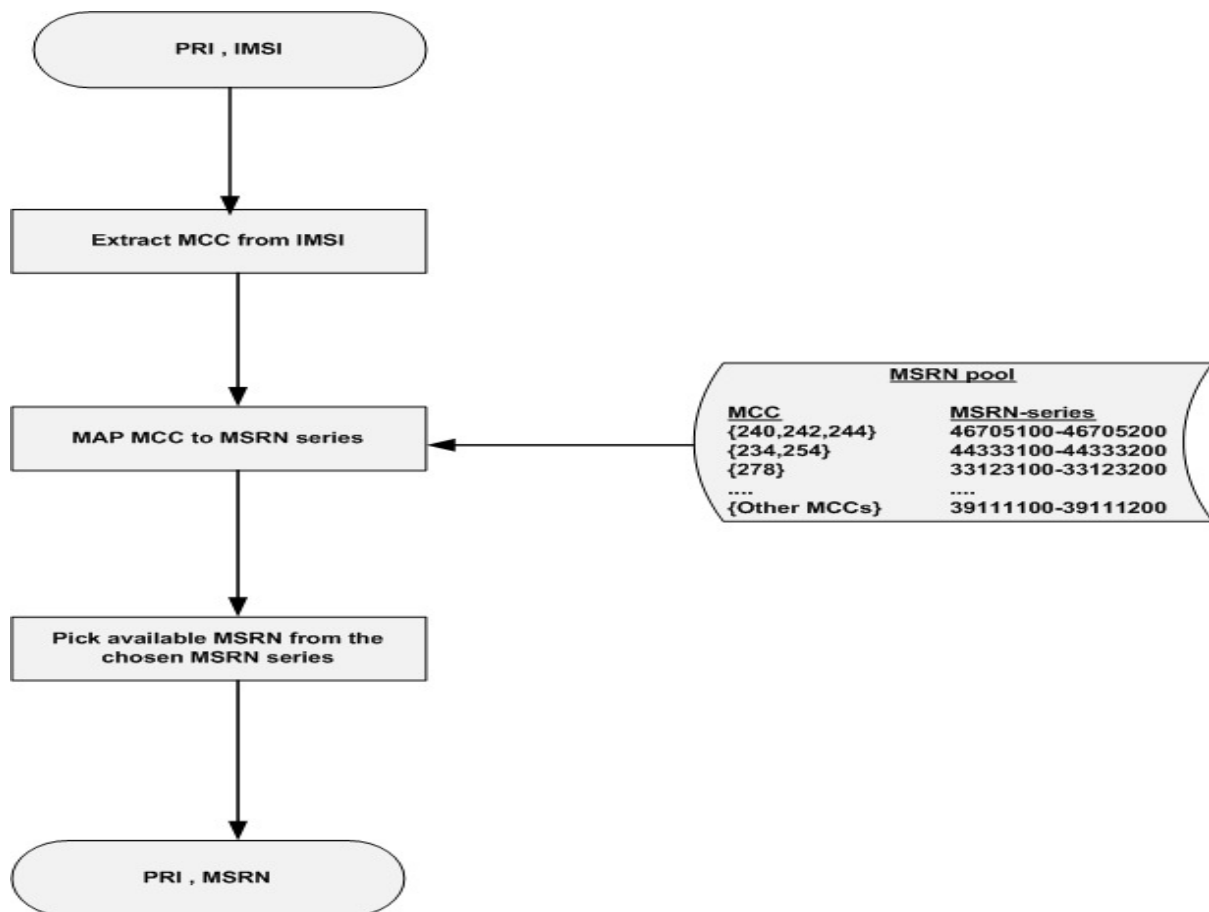 PRI , IMSI
Extract MCC from IMSI
MAP MCC to MSRN series
MSRN pool
MCC MSRN-series
{240,242,244} 46705100-46705200
{234,254} 44333100-44333200
{278} 33123100-33123200
.... ....
{Other MCCs} 39111100-39111200
Pick available MSRN from the
chosen MSRN series
PRI , MSRN